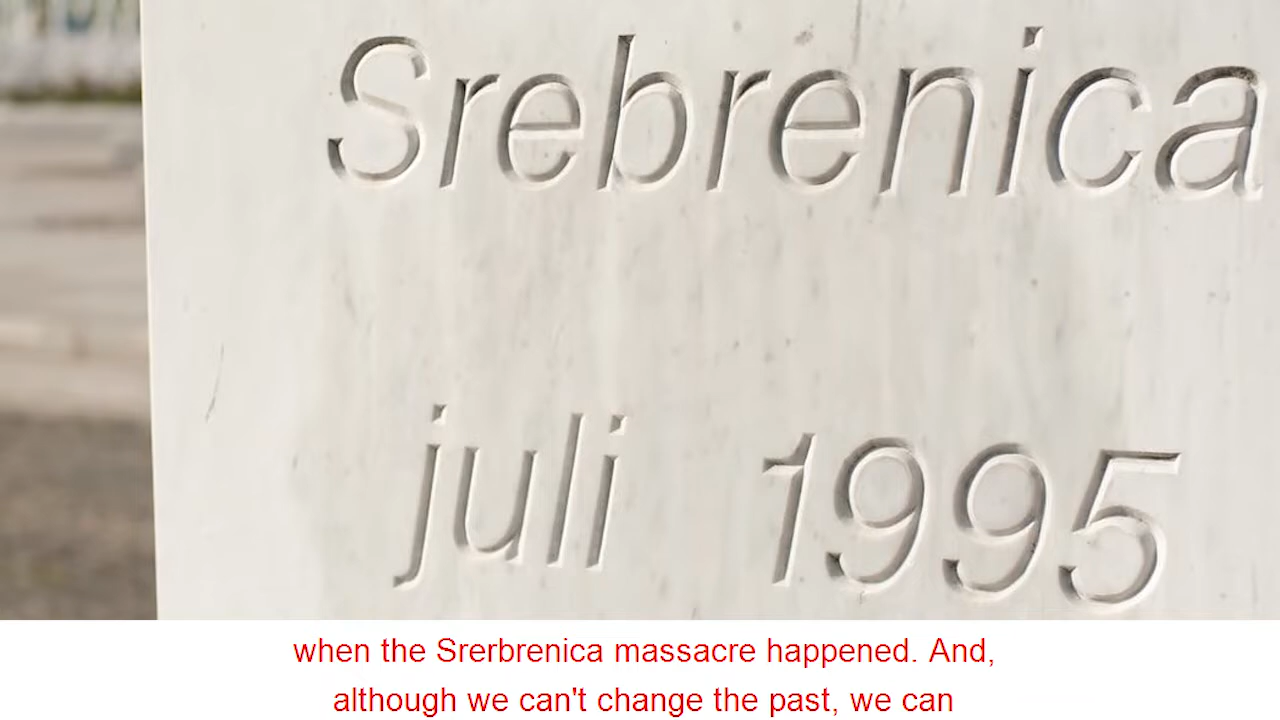 Srebrenica
juli 1995
when the Srerbrenica massacre happened. And,
although we can't change the past, we can